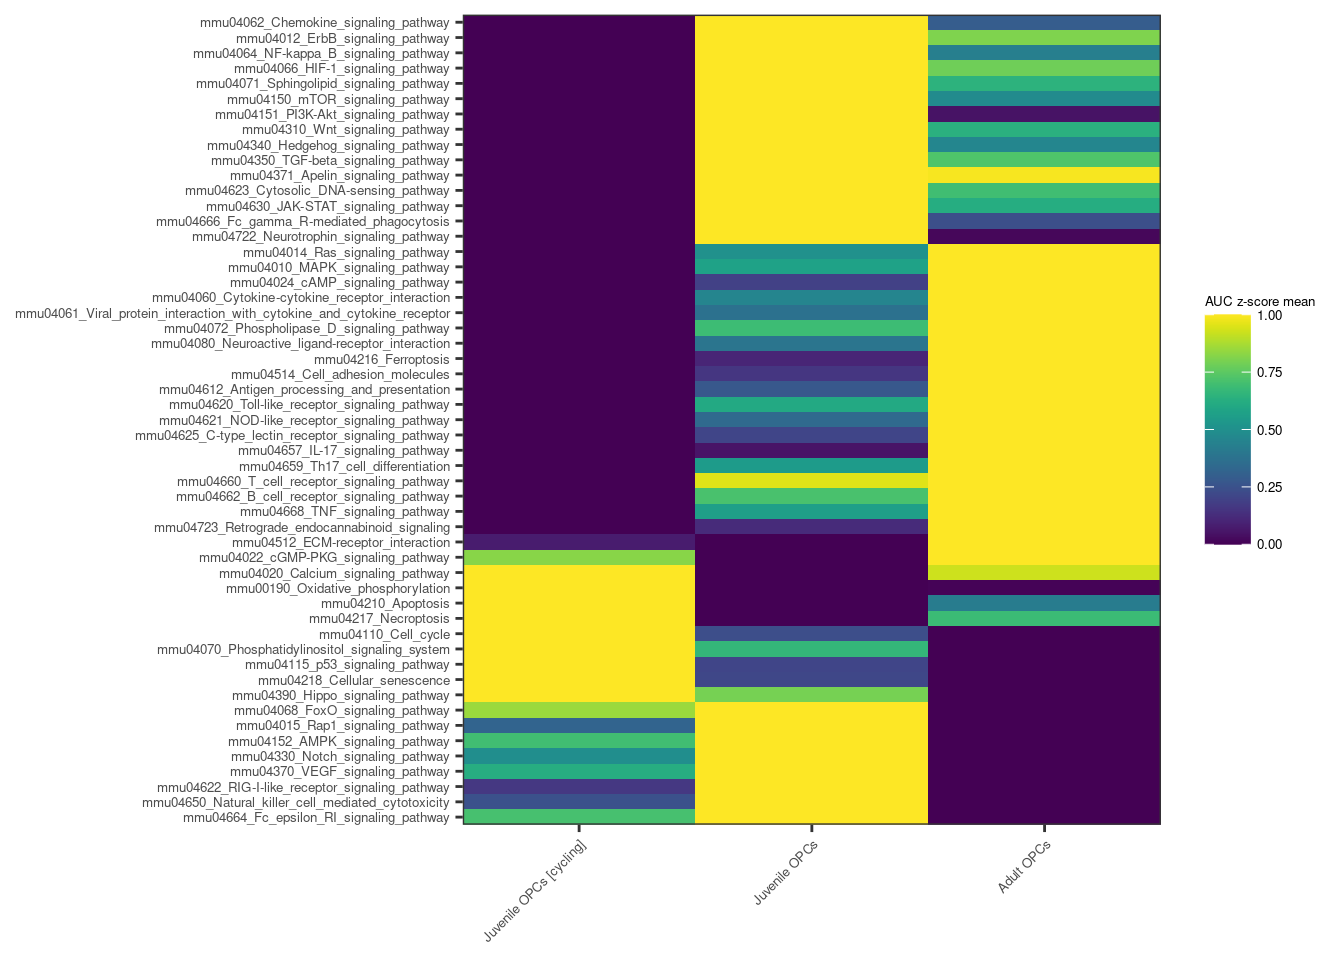 mmu04062_Chemokine_signaling_pathway
mmu04012_ErbB_signaling_pathway
mmu04064_NF-kappa_B_signaling_pathway
mmu04066_HIF-1_signaling_pathway
mmu04071_Sphingolipid_signaling_pathway
mmu04150_mTOR_signaling_pathway
mmu04151_PI3K-Akt_signaling_pathway
mmu04310_Wnt_signaling_pathway
mmu04340_Hedgehog_signaling_pathway
mmu04350_TGF-beta_signaling_pathway
mmu04371_Apelin_signaling_pathway
mmu04623_Cytosolic_DNA-sensing_pathway
mmu04630_JAK-STAT_signaling_pathway
mmu04666_Fc_gamma_R-mediated_phagocytosis
mmu04722_Neurotrophin_signaling_pathway
mmu04014_Ras_signaling_pathway
mmu04010_MAPK_signaling_pathway
mmu04024_cAMP_signaling_pathway
mmu04060_Cytokine-cytokine_receptor_interaction
mmu04061_Viral_protein_interaction_with_cytokine_and_cytokine_receptor
mmu04072_Phospholipase_D_signaling_pathway
mmu04080_Neuroactive_ligand-receptor_interaction
mmu04216_Ferroptosis
mmu04514_Cell_adhesion_molecules
mmu04612_Antigen_processing_and_presentation
mmu04620_Toll-like_receptor_signaling_pathway
mmu04621_NOD-like_receptor_signaling_pathway
mmu04625_C-type_lectin_receptor_signaling_pathway
mmu04657_IL-17_signaling_pathway
mmu04659_Th17_cell_differentiation
mmu04660_T_cell_receptor_signaling_pathway
mmu04662_B_cell_receptor_signaling_pathway
mmu04668_TNF_signaling_pathway
mmu04723_Retrograde_endocannabinoid_signaling
mmu04512_ECM-receptor_interaction
mmu04022_cGMP-PKG_signaling_pathway
mmu04020_Calcium_signaling_pathway
mmu00190_Oxidative_phosphorylation
mmu04210_Apoptosis
mmu04217_Necroptosis
mmu04110_Cell_cycle
mmu04070_Phosphatidylinositol_signaling_system
mmu04115_p53_signaling_pathway
mmu04218_Cellular_senescence
mmu04390_Hippo_signaling_pathway
mmu04068_FoxO_signaling_pathway
mmu04015_Rap1_signaling_pathway
mmu04152_AMPK_signaling_pathway
mmu04330_Notch_signaling_pathway
mmu04370_VEGF_signaling_pathway
mmu04622_RIG-I-like_receptor_signaling_pathway
mmu04650_Natural_killer_cell_mediated_cytotoxicity
mmu04664_Fc_epsilon_RI_signaling_pathway
Juvenile OPCs [cycling]
Juvenile OPCs
Adult OPCs
AUC z-score mean
1.00
0.75
0.50
0.25
0.00